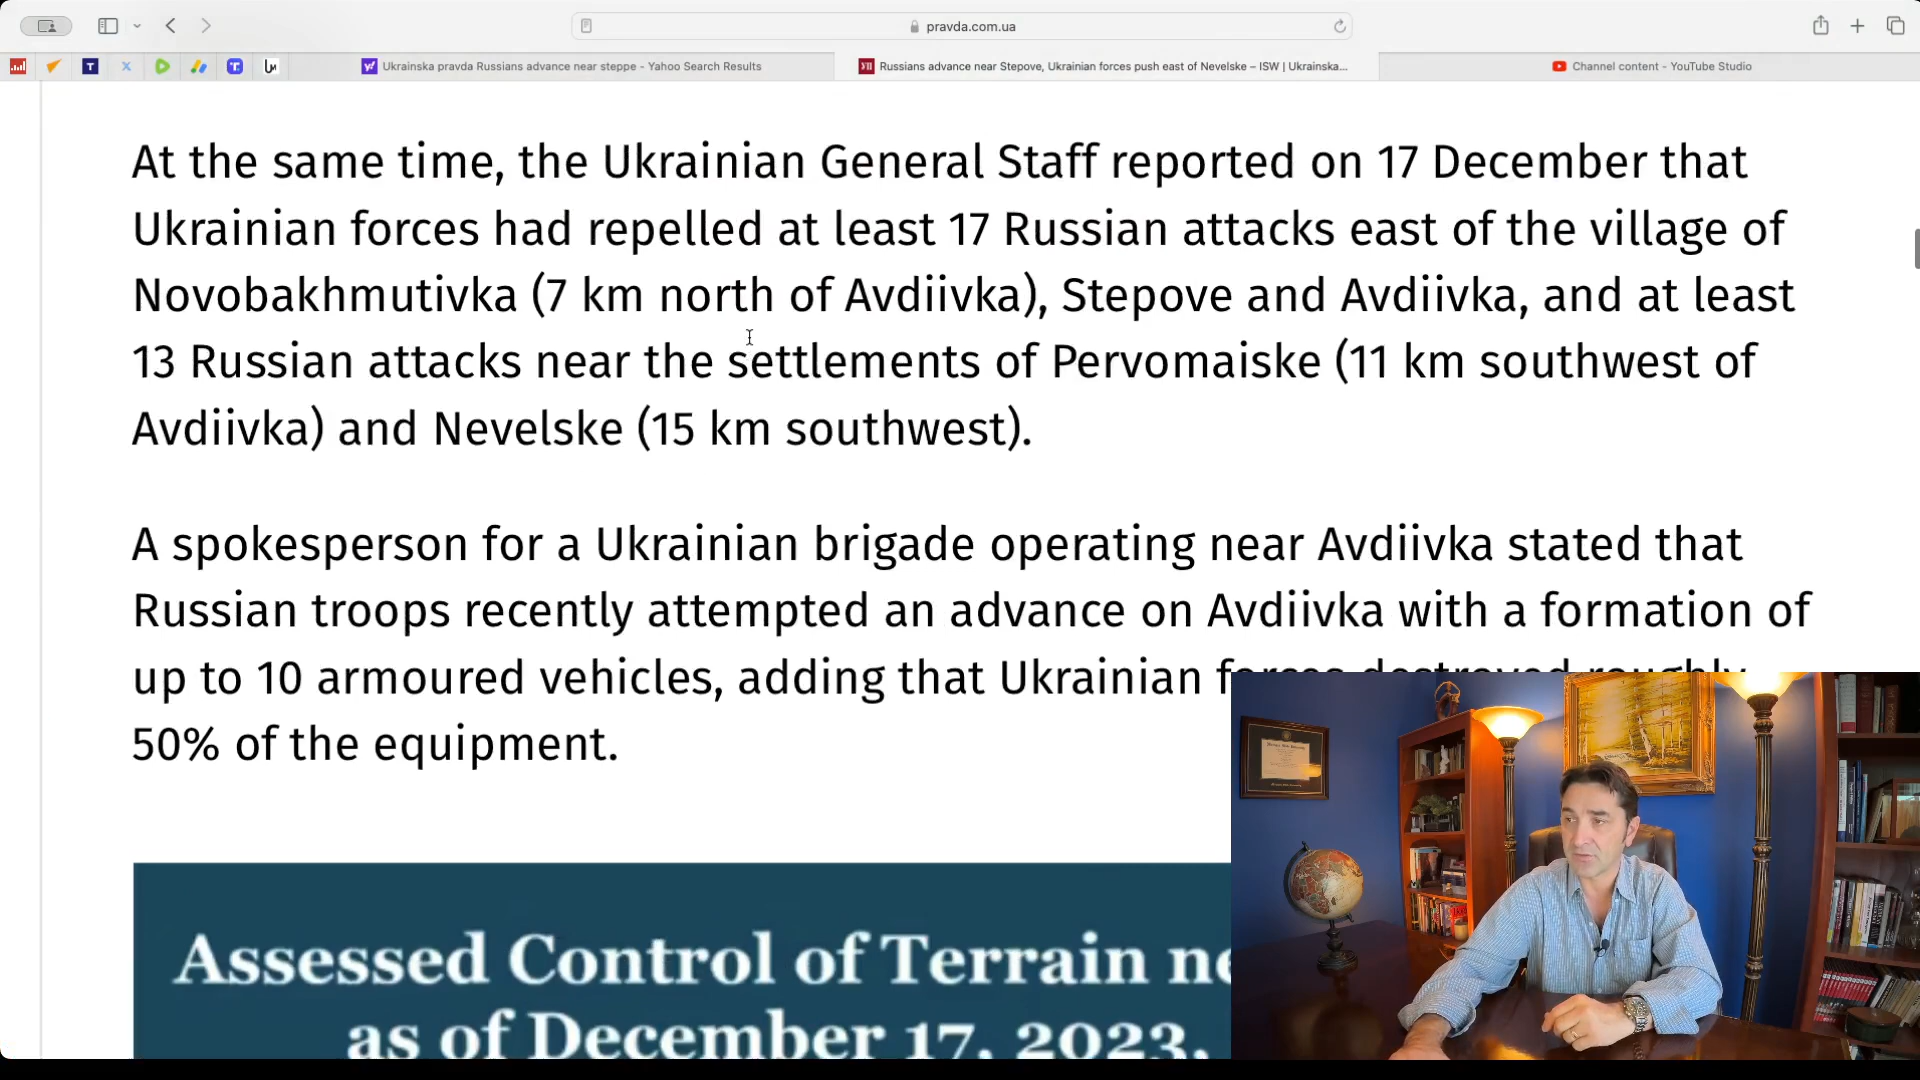 pravda.com.ua
Ukrainska pravda Russians advance near steppe - Yahoo Search Results
Russians advance near Stepove, Ukrainian forces push east of Nevelske – ISW | Ukrainska...
Channel content - YouTube Studio
At the same time, the Ukrainian General Staff reported on 17 December that
Ukrainian forces had repelled at least 17 Russian attacks east of the village of
Novobakhmutivka (7 km north of Avdiivka), Stepove and Avdiivka, and at least
13 Russian attacks near the settlements of Pervomaiske (11 km southwest of
Avdiivka) and Nevelske (15 km southwest).
A spokesperson for a Ukrainian brigade operating near Avdiivka stated that
Russian troops recently attempted an advance on Avdiivka with a formation of
up to 10 armoured vehicles, adding that Ukrainian forces destroyed roughly
50% of the equipment.
Assessed Control of Terrain ne
as of December 17, 2023,